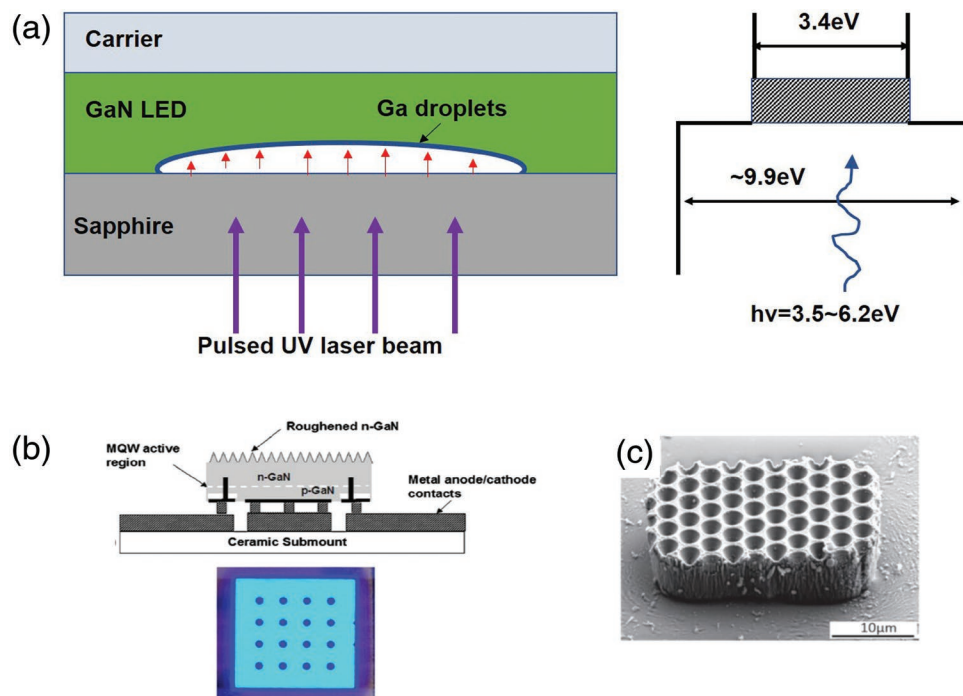 (a)
Carrier
GaN LED
Ga droplets
Sapphire
Pulsed UV laser beam
3.4eV
~9.9eV
hν=3.5~6.2eV
(b)
Roughened n-GaN
MQW active
region
n-GaN
p-GaN
Metal anode/cathode
contacts
Ceramic Submount
(c)
10μm